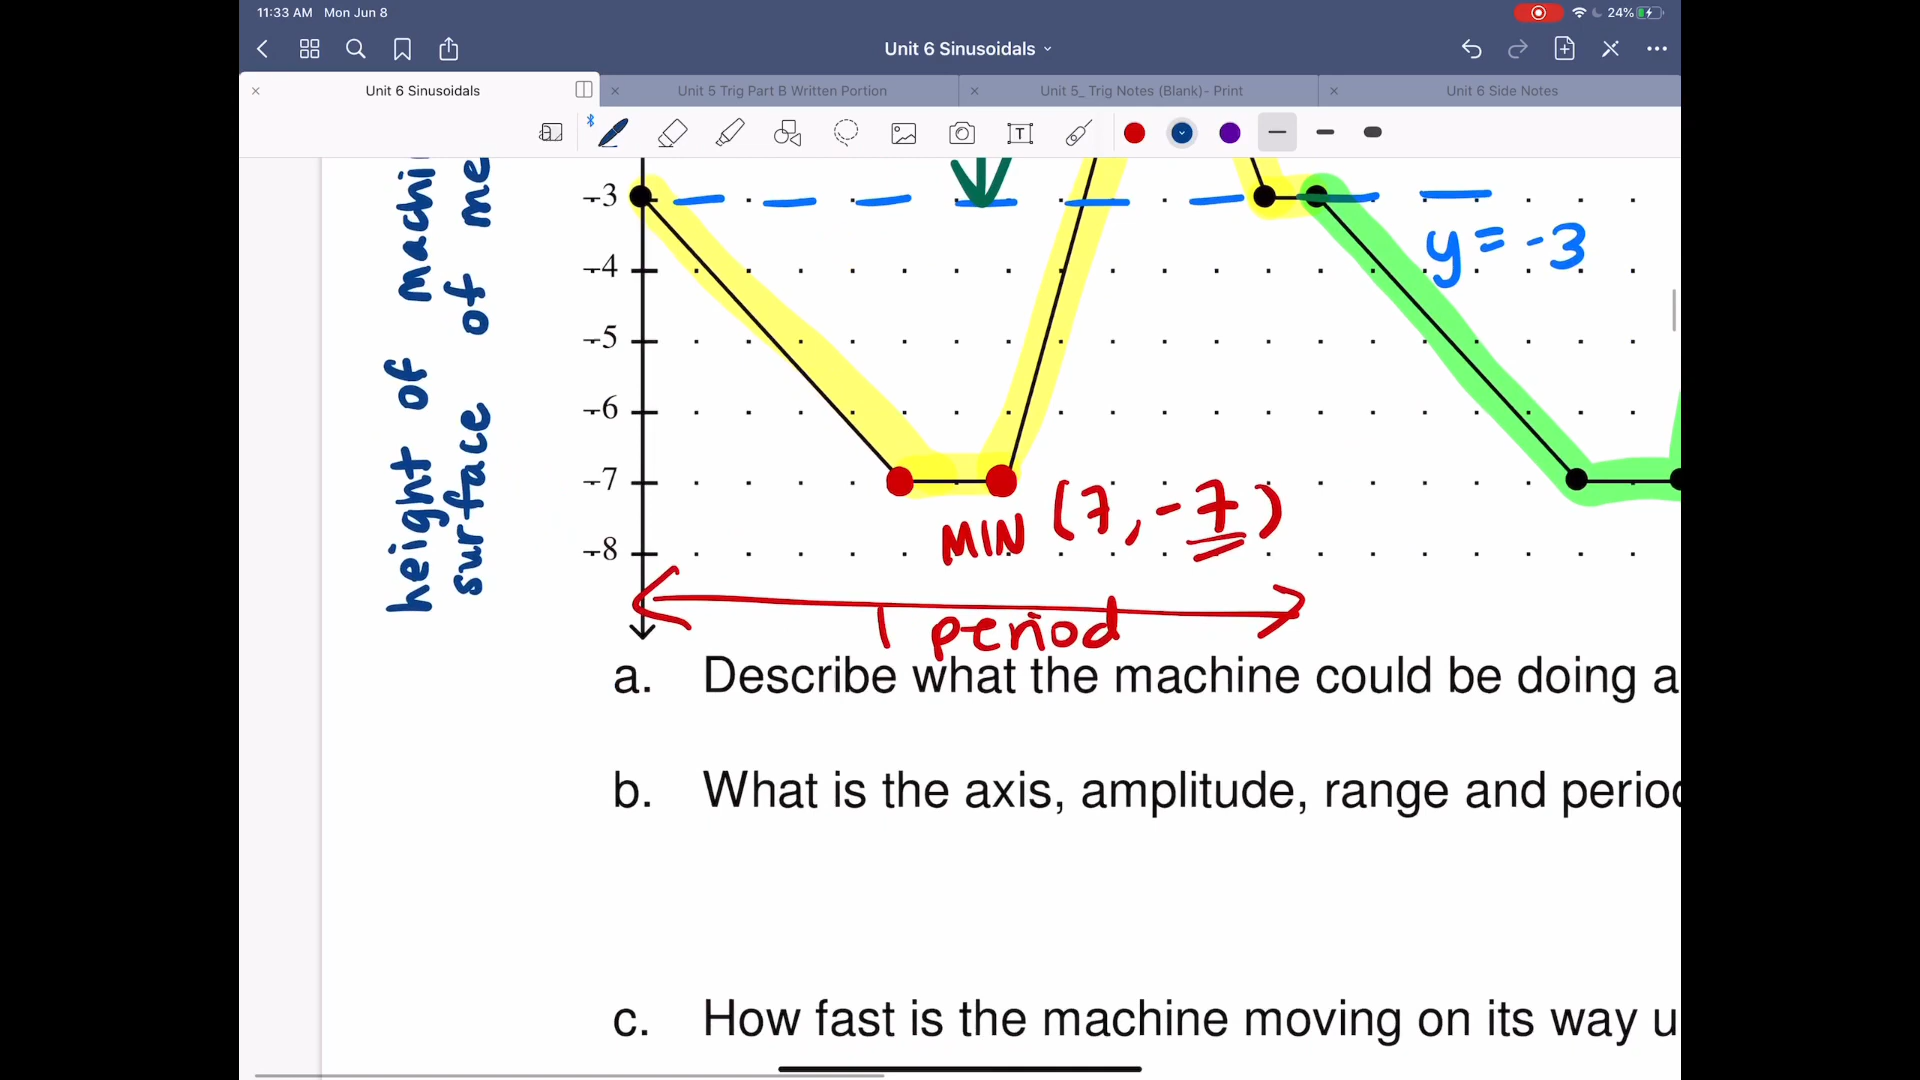 11:33 AM Mon Jun 8
24%
Unit 6 Sinusoidals
Unit 6 Sinusoidals
Unit 5 Trig Part B Written Portion
Unit 5_ Trig Notes (Blank)- Print
Unit 6 Side Notes
T
height of machi
surface of me
-3
-4
-5
-6
-7
-8
y = -3
MIN (7, -7)
1 period
a. Describe what the machine could be doing a
b. What is the axis, amplitude, range and perio
c. How fast is the machine moving on its way u